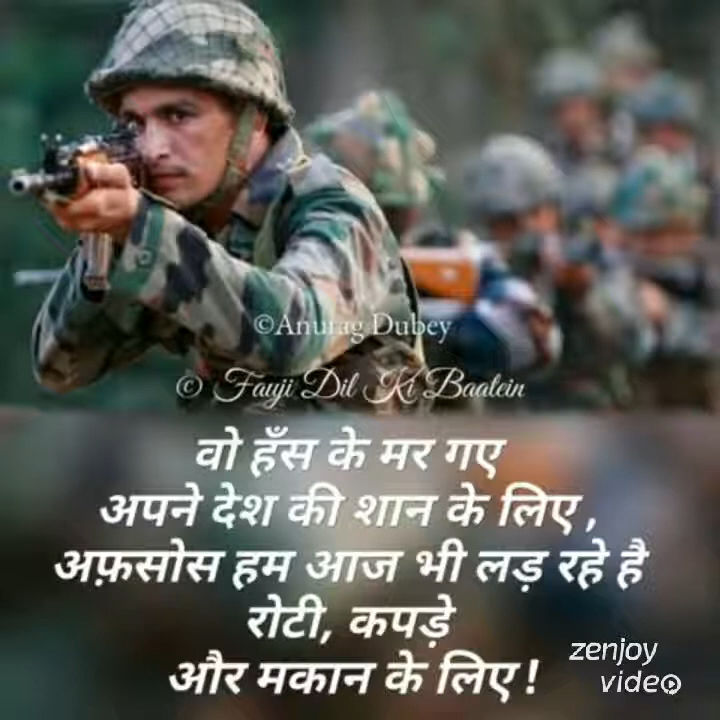 ©Anurag Dubey
© Fauji Dil Ki Baatein
वो हँस के मर गए
अपने देश की शान के लिए,
अफ़सोस हम आज भी लड़ रहे है
रोटी, कपड़े
और मकान के लिए!
zenjoy
video